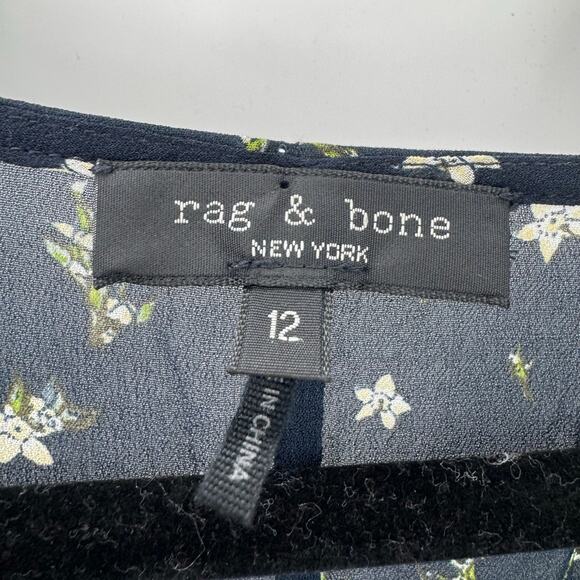 rag & bone
NEW YORK
12
IN CHINA